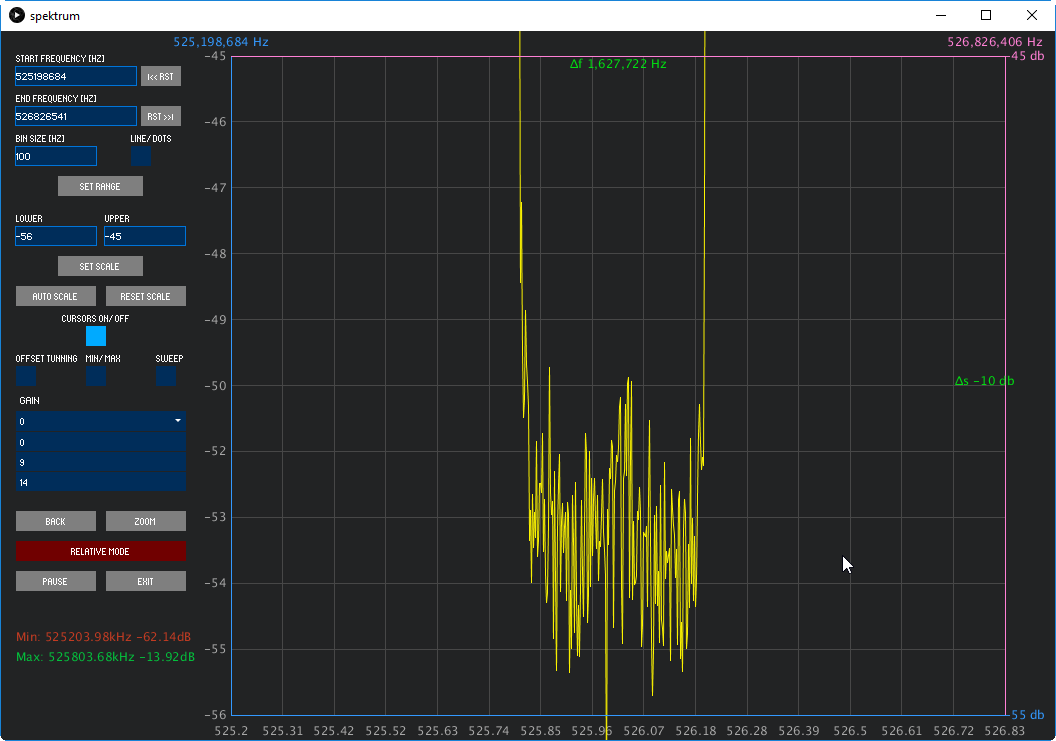 spektrum
525,198,684 Hz
526,826,406 Hz
START FREQUENCY [HZ]
525198684
|<< RST
END FREQUENCY [HZ]
526826541
RST >>|
BIN SIZE [HZ]
LINE/DOTS
100
SET RANGE
LOWER
UPPER
-56
-45
SET SCALE
AUTO SCALE
RESET SCALE
CURSORS ON/OFF
OFFSET TUNNING
MIN/MAX
SWEEP
GAIN
0
0
9
14
BACK
ZOOM
RELATIVE MODE
PAUSE
EXIT
Min: 525203.98kHz -62.14dB
Max: 525803.68kHz -13.92dB
Δf 1,627,722 Hz
-45
-46
-47
-48
-49
-50
-51
-52
-53
-54
-55
-56
45 db
Δs -10 db
55 db
525.2 525.31 525.42 525.52 525.63 525.74 525.85 525.96 526.07 526.18 526.28 526.39 526.5 526.61 526.72 526.83